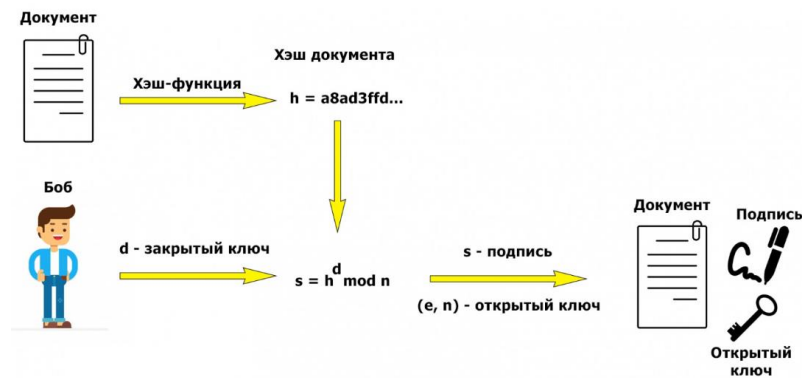 Документ
Хэш документа
Хэш-функция
h = a8ad3ffd...
Боб
d - закрытый ключ
s = h^d mod n
s - подпись
(e, n) - открытый ключ
Документ
Подпись
Открытый
ключ